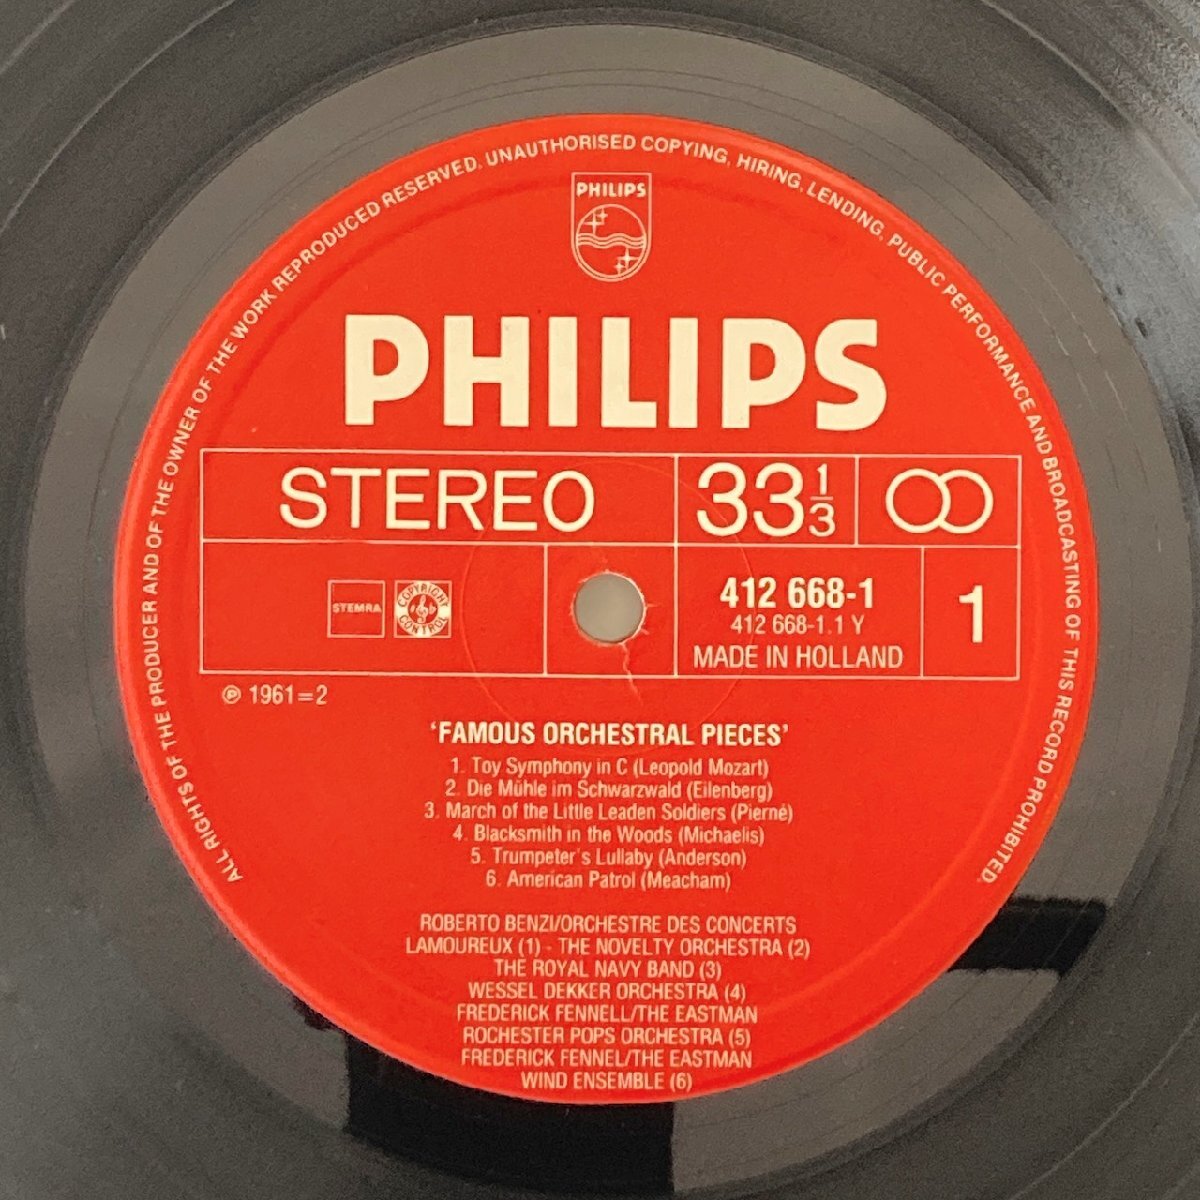 ALL RIGHTS OF THE PRODUCER AND OF THE OWNER OF THE WORK REPRODUCED RESERVED. UNAUTHORISED COPYING, HIRING, LENDING, PUBLIC PERFORMANCE AND BROADCASTING OF THIS RECORD PROHIBITED.
PHILIPS
PHILIPS
STEREO
33 1/3
STEMRA
COPYRIGHT CONTROL
412 668-1
412 668-1.1 Y
MADE IN HOLLAND
1
℗ 1961=2
'FAMOUS ORCHESTRAL PIECES'
1. Toy Symphony in C (Leopold Mozart)
2. Die Mühle im Schwarzwald (Eilenberg)
3. March of the Little Leaden Soldiers (Pierné)
4. Blacksmith in the Woods (Michaelis)
5. Trumpeter's Lullaby (Anderson)
6. American Patrol (Meacham)
ROBERTO BENZI/ORCHESTRE DES CONCERTS
LAMOUREUX (1) - THE NOVELTY ORCHESTRA (2)
THE ROYAL NAVY BAND (3)
WESSEL DEKKER ORCHESTRA (4)
FREDERICK FENNELL/THE EASTMAN
ROCHESTER POPS ORCHESTRA (5)
FREDERICK FENNEL/THE EASTMAN
WIND ENSEMBLE (6)